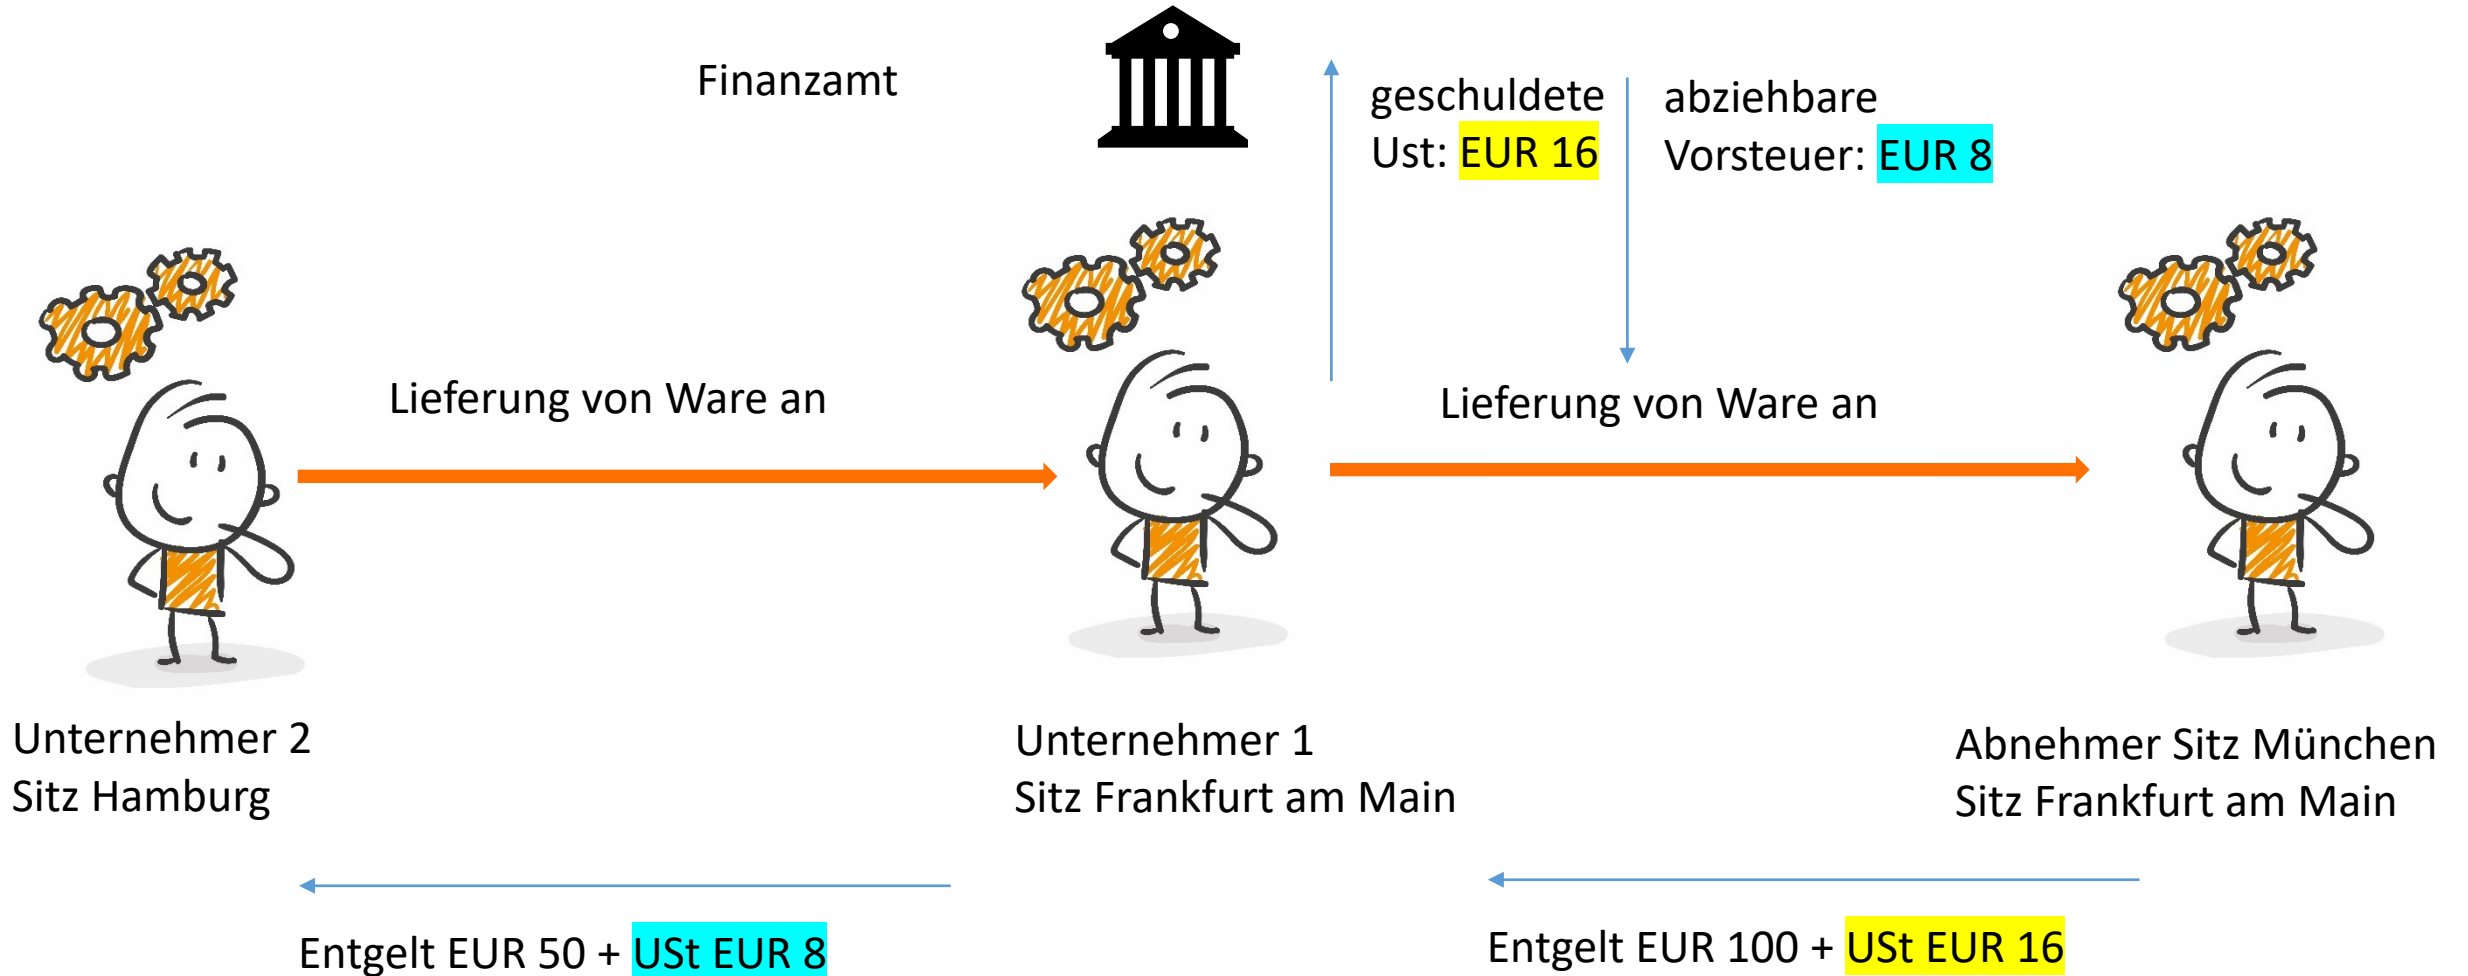 Finanzamt
geschuldete
Ust: EUR 16
abziehbare
Vorsteuer: EUR 8
Lieferung von Ware an
Lieferung von Ware an
Unternehmer 2
Sitz Hamburg
Unternehmer 1
Sitz Frankfurt am Main
Abnehmer Sitz München
Sitz Frankfurt am Main
Entgelt EUR 50 + USt EUR 8
Entgelt EUR 100 + USt EUR 16